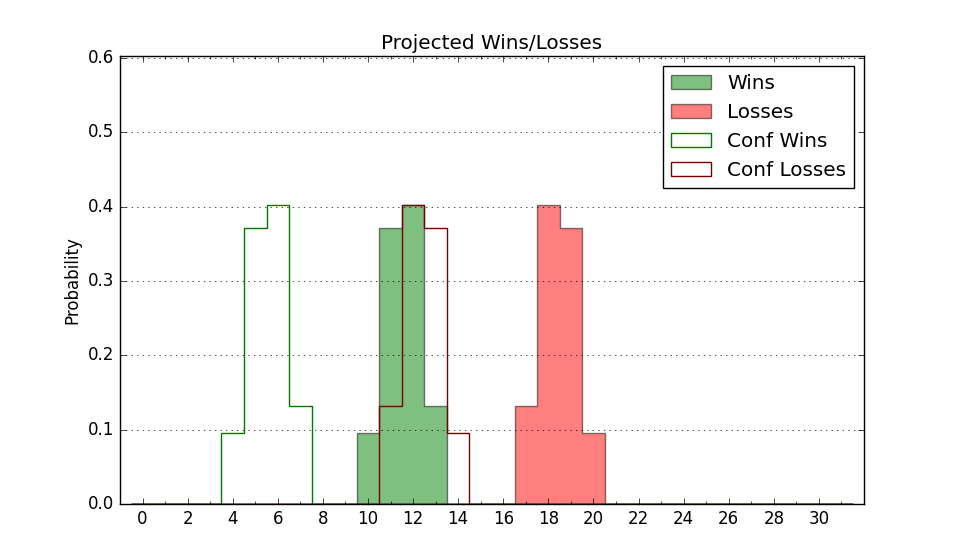 Projected Wins/Losses
0.6
0.5
0.4
0.3
0.2
0.1
0.0
Probability
Wins
Losses
Conf Wins
Conf Losses
0 2 4 6 8 10 12 14 16 18 20 22 24 26 28 30